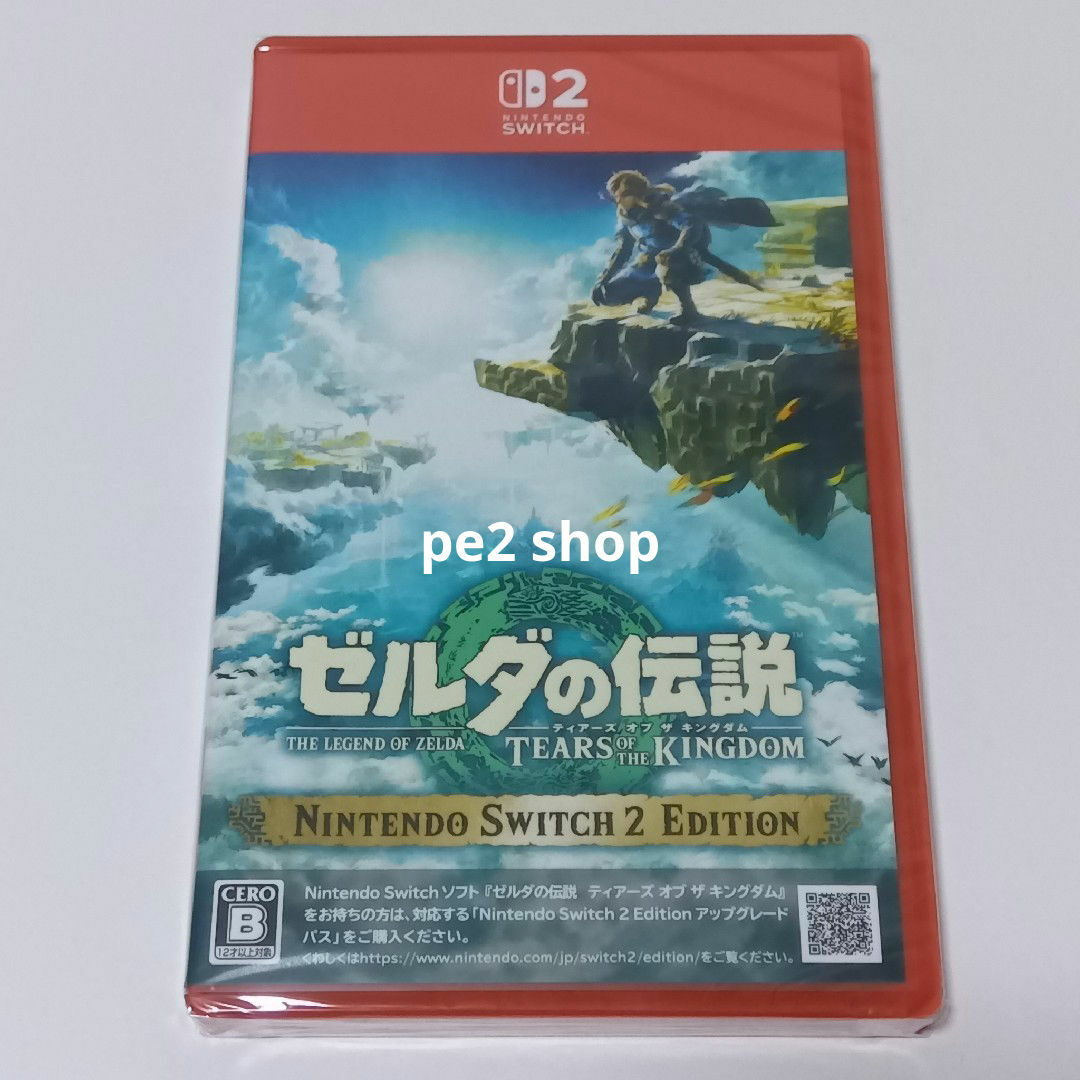 2
NINTENDO
SWITCH
pe2 shop
ゼルダの伝説
ティアーズ オブ ザ キングダム
THE LEGEND OF ZELDA
TEARS OF THE KINGDOM
NINTENDO SWITCH 2 EDITION
CERO
B
12才以上対象
Nintendo Switch ソフト『ゼルダの伝説 ティアーズ オブ ザ キングダム』
をお持ちの方は、対応する「Nintendo Switch 2 Edition アップグレード
パス」をご購入ください。
くわしくはhttps://www.nintendo.com/jp/switch2/edition/をご覧ください。